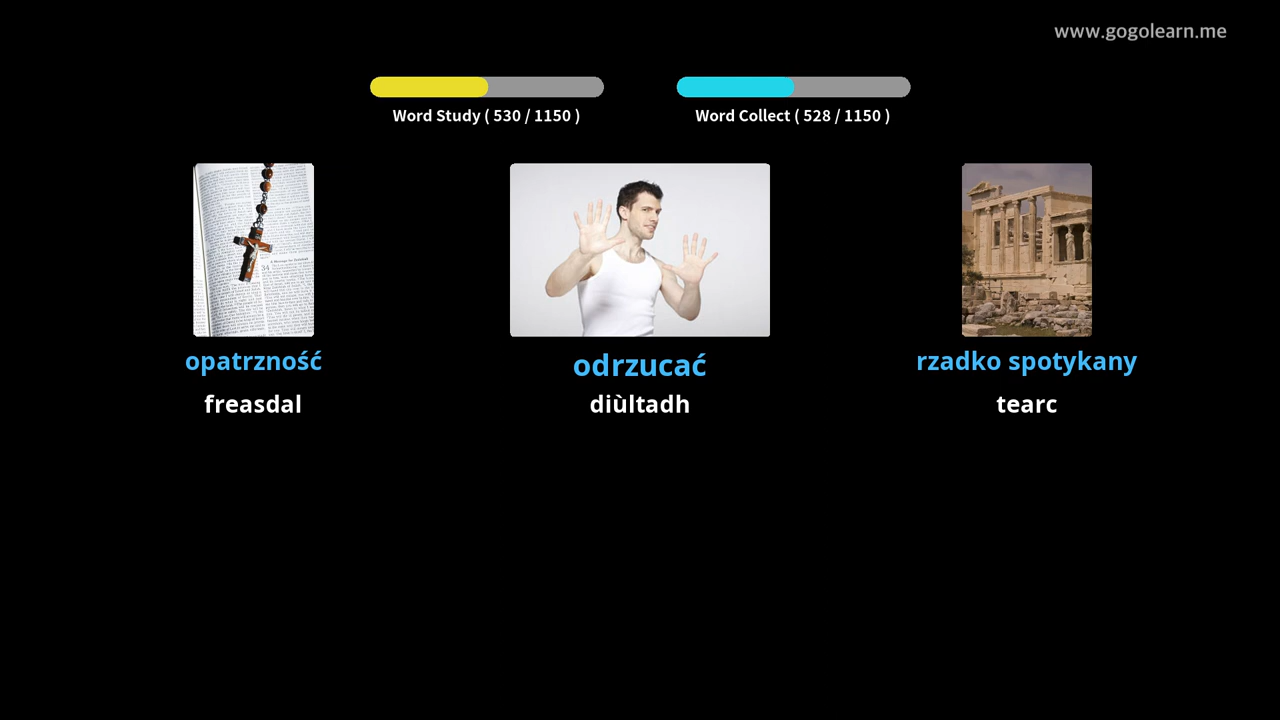 www.gogolearn.me
Word Study ( 530 / 1150 )
Word Collect ( 528 / 1150 )
opatrzność
odrzucać
rzadko spotykany
freasdal
diùltadh
tearc